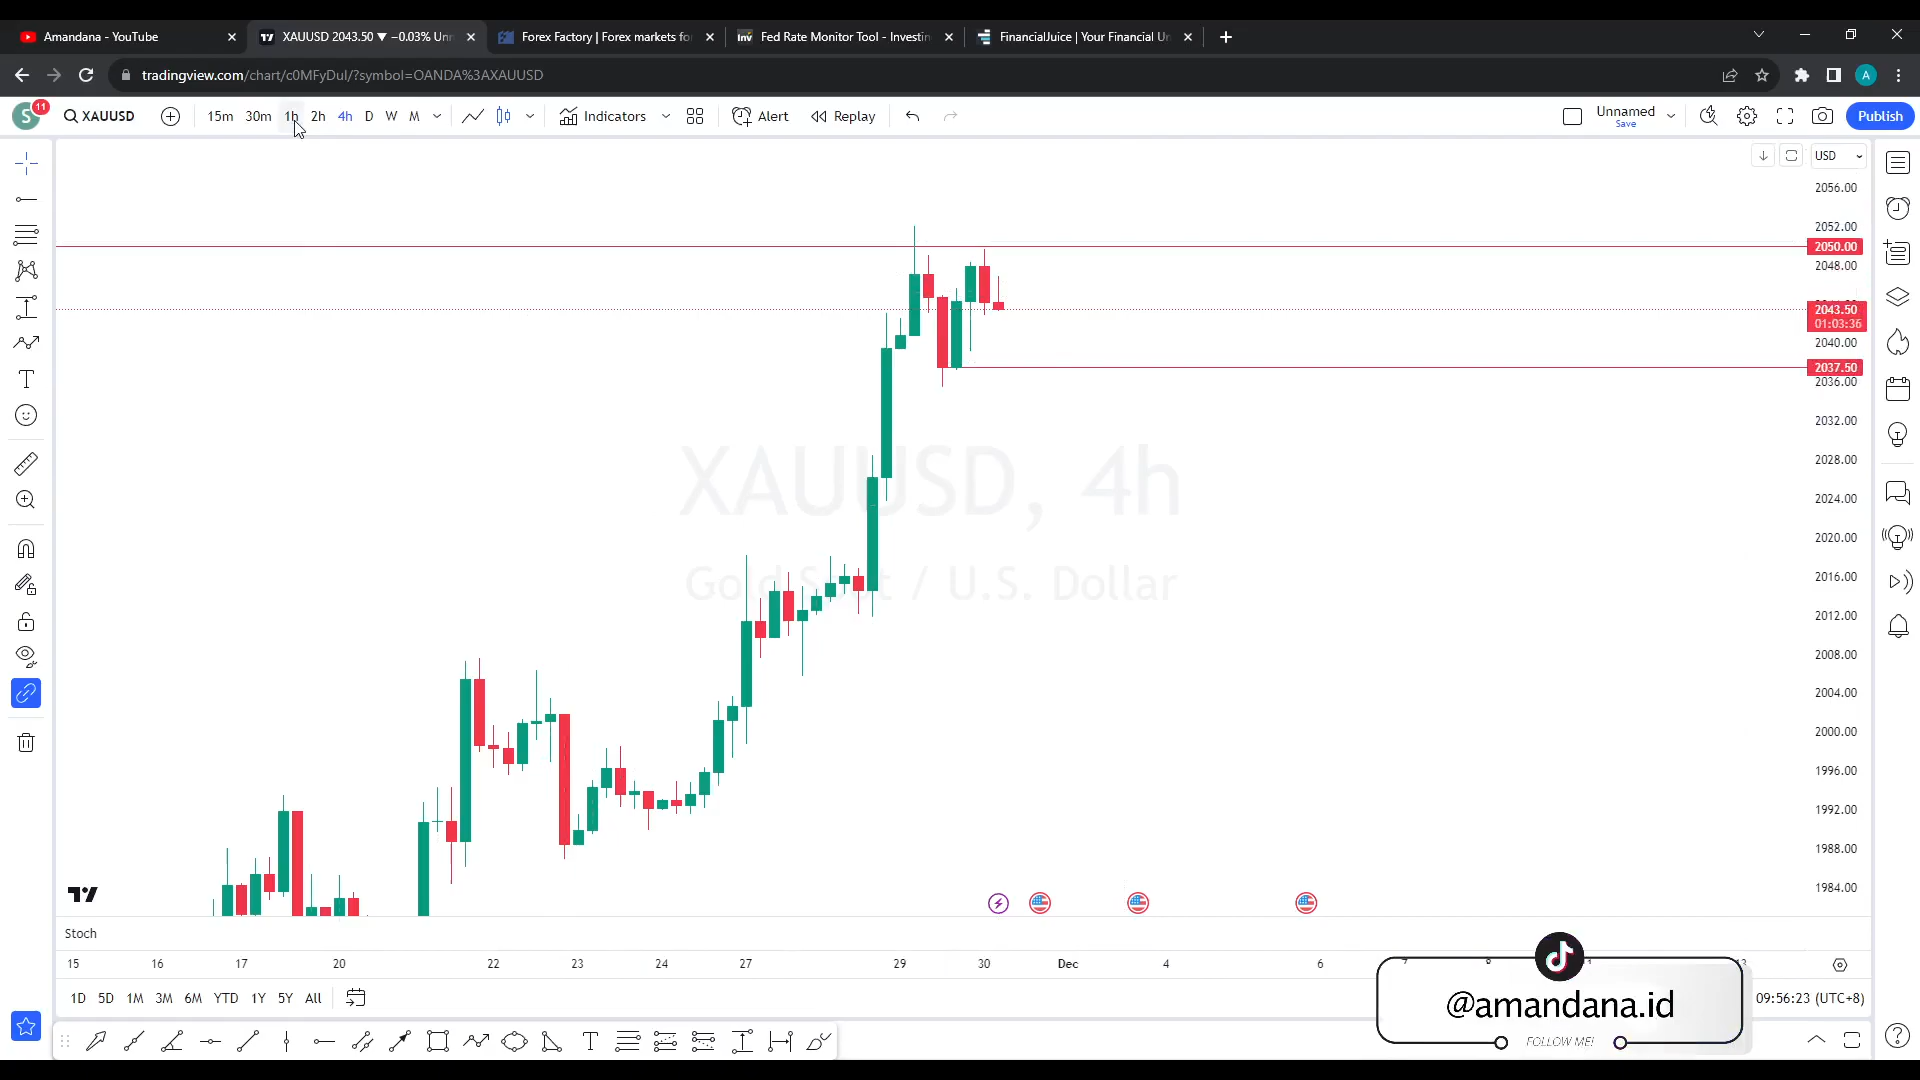 Amandana - YouTube
XAUUSD 2043.50 ▼ −0.03% Unn
Forex Factory | Forex markets fo
Inv
Fed Rate Monitor Tool - Investin
FinancialJuice | Your Financial
tradingview.com/chart/c0MFyDul/?symbol=OANDA%3AXAUUSD
A
S
11
XAUUSD
15m
30m
1h
2h
4h
D
W
M
Indicators
Alert
Replay
Unnamed
Save
Publish
USD
2056.00
2052.00
2050.00
2048.00
2043.50
01:03:36
2040.00
2037.50
2036.00
2032.00
2028.00
2024.00
2020.00
2016.00
2012.00
2008.00
2004.00
2000.00
1996.00
1992.00
1988.00
1984.00
XAUUSD, 4h
Gold Spot / U.S. Dollar
Stoch
15
16
17
20
22
23
24
27
29
30
Dec
4
6
1D
5D
1M
3M
6M
YTD
1Y
5Y
All
09:56:23 (UTC+8)
@amandana.id
FOLLOW ME!